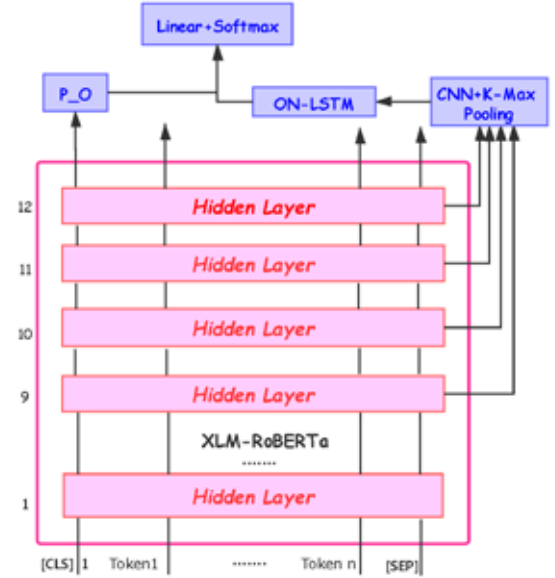 Linear+Softmax
P_O
ON-LSTM
CNN+K-Max
Pooling
12 Hidden Layer
11 Hidden Layer
10 Hidden Layer
9 Hidden Layer
XLM-RoBERTa
.......
1 Hidden Layer
[CLS] 1 Token1 ....... Token n [SEP]